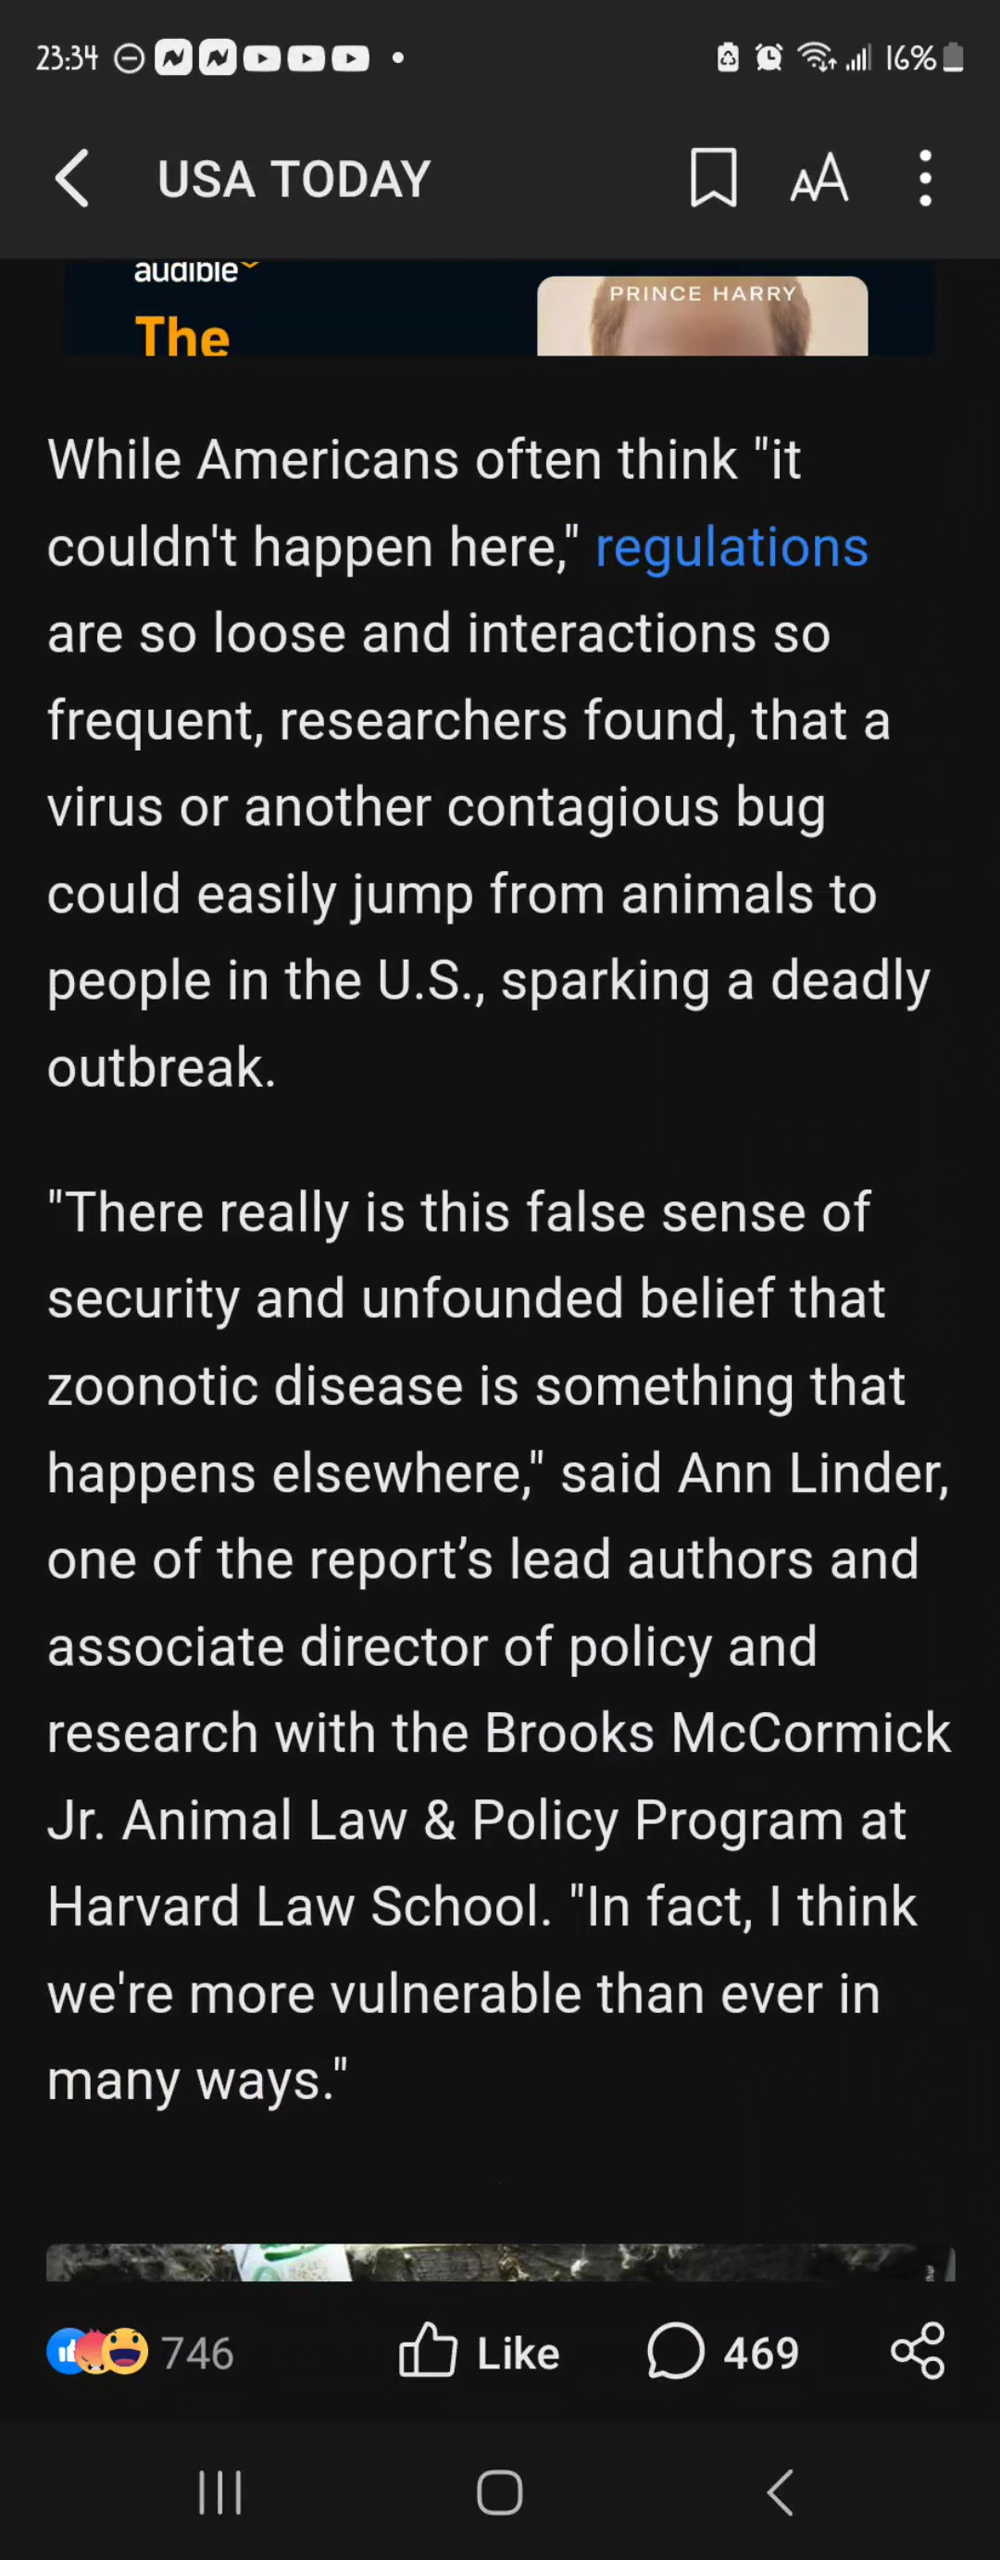 23:34
16%
USA TODAY
AA
audible
The
PRINCE HARRY
While Americans often think "it
couldn't happen here," regulations
are so loose and interactions so
frequent, researchers found, that a
virus or another contagious bug
could easily jump from animals to
people in the U.S., sparking a deadly
outbreak.
"There really is this false sense of
security and unfounded belief that
zoonotic disease is something that
happens elsewhere," said Ann Linder,
one of the report’s lead authors and
associate director of policy and
research with the Brooks McCormick
Jr. Animal Law & Policy Program at
Harvard Law School. "In fact, I think
we're more vulnerable than ever in
many ways."
746
Like
469